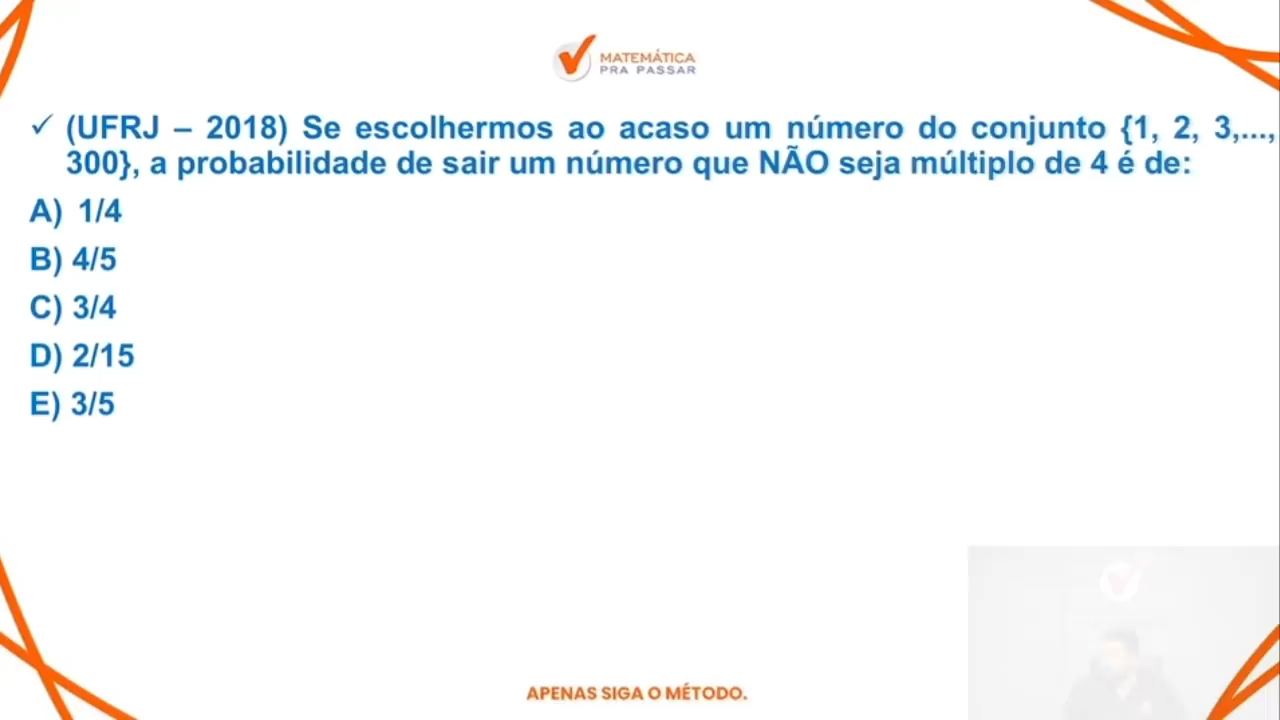 MATEMÁTICA
PRA PASSAR
✓ (UFRJ – 2018) Se escolhermos ao acaso um número do conjunto {1, 2, 3,...,
300}, a probabilidade de sair um número que NÃO seja múltiplo de 4 é de:
A) 1/4
B) 4/5
C) 3/4
D) 2/15
E) 3/5
APENAS SIGA O MÉTODO.